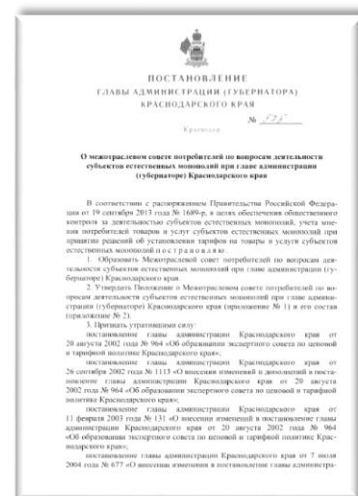 ПОСТАНОВЛЕНИЕ
ГЛАВЫ АДМИНИСТРАЦИИ (ГУБЕРНАТОРА)
КРАСНОДАРСКОГО КРАЯ
№
Краснодар
О межотраслевом совете потребителей по вопросам деятельности
субъектов естественных монополий при главе администрации
(губернаторе) Краснодарского края
В соответствии с распоряжением Правительства Российской Федера-
ции от 19 сентября 2013 года № 1689-р, в целях обеспечения общественного
контроля за деятельностью субъектов естественных монополий, учета мне-
ния потребителей товаров и услуг субъектов естественных монополий при
принятии решений об установлении тарифов на товары и услуги субъектов
естественных монополий п о с т а н о в л я ю:
1. Образовать Межотраслевой совет потребителей по вопросам дея-
тельности субъектов естественных монополий при главе администрации (гу-
бернаторе) Краснодарского края.
2. Утвердить Положение о Межотраслевом совете потребителей по во-
просам деятельности субъектов естественных монополий при главе админи-
страции (губернаторе) Краснодарского края (приложение № 1) и его состав
(приложение № 2).
3. Признать утратившими силу:
постановление главы администрации Краснодарского края от
20 августа 2002 года № 964 «Об образовании экспертного совета по ценовой
и тарифной политике Краснодарского края»;
постановление главы администрации Краснодарского края от
26 сентября 2002 года № 1113 «О внесении изменений и дополнений в поста-
новление главы администрации Краснодарского края от 20 августа
2002 года № 964 «Об образовании экспертного совета по ценовой и тарифной
политике Краснодарского края»;
постановление главы администрации Краснодарского края от
11 февраля 2003 года № 131 «О внесении изменений в постановление главы
администрации Краснодарского края от 20 августа 2002 года № 964
«Об образовании экспертного совета по ценовой и тарифной политике Крас-
нодарского края»;
постановление главы администрации Краснодарского края от 7 июля
2004 года № 677 «О внесении изменения в постановление главы администра-